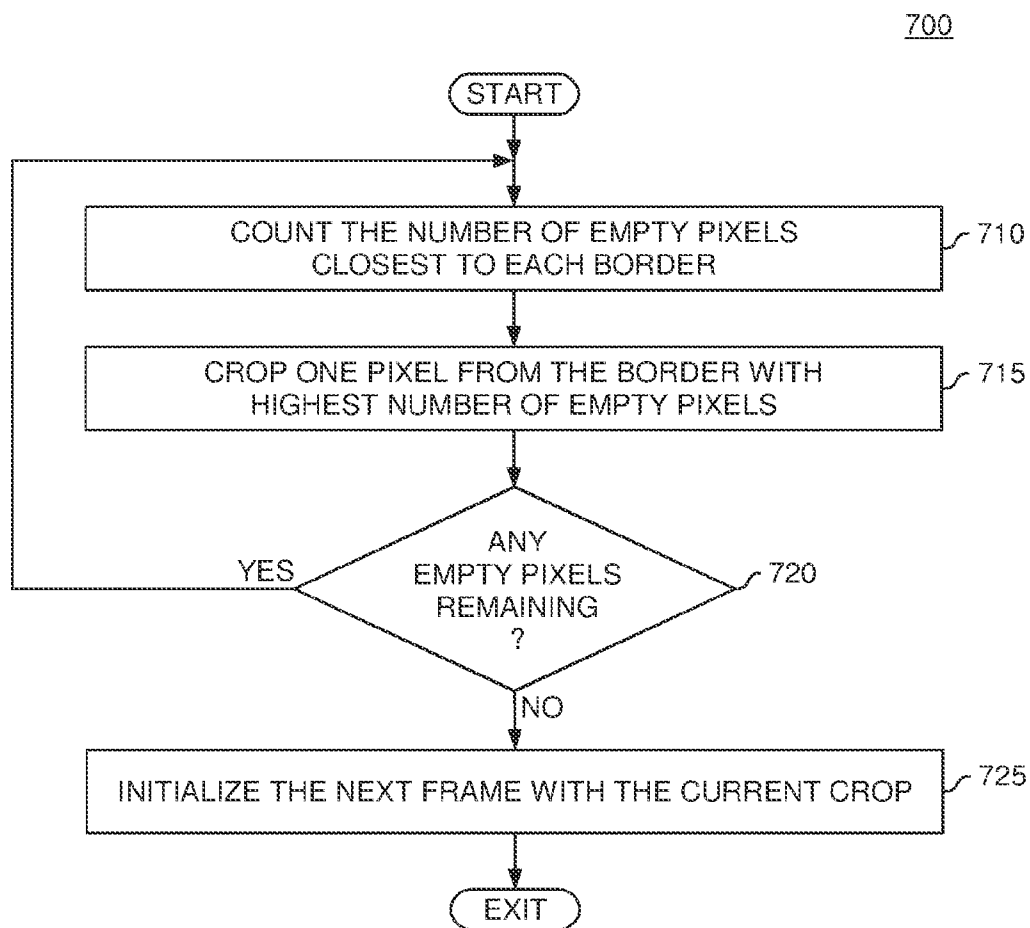 700
START
COUNT THE NUMBER OF EMPTY PIXELS
CLOSEST TO EACH BORDER
710
CROP ONE PIXEL FROM THE BORDER WITH
HIGHEST NUMBER OF EMPTY PIXELS
715
ANY
EMPTY PIXELS
REMAINING
?
YES
720
NO
INITIALIZE THE NEXT FRAME WITH THE CURRENT CROP
725
EXIT